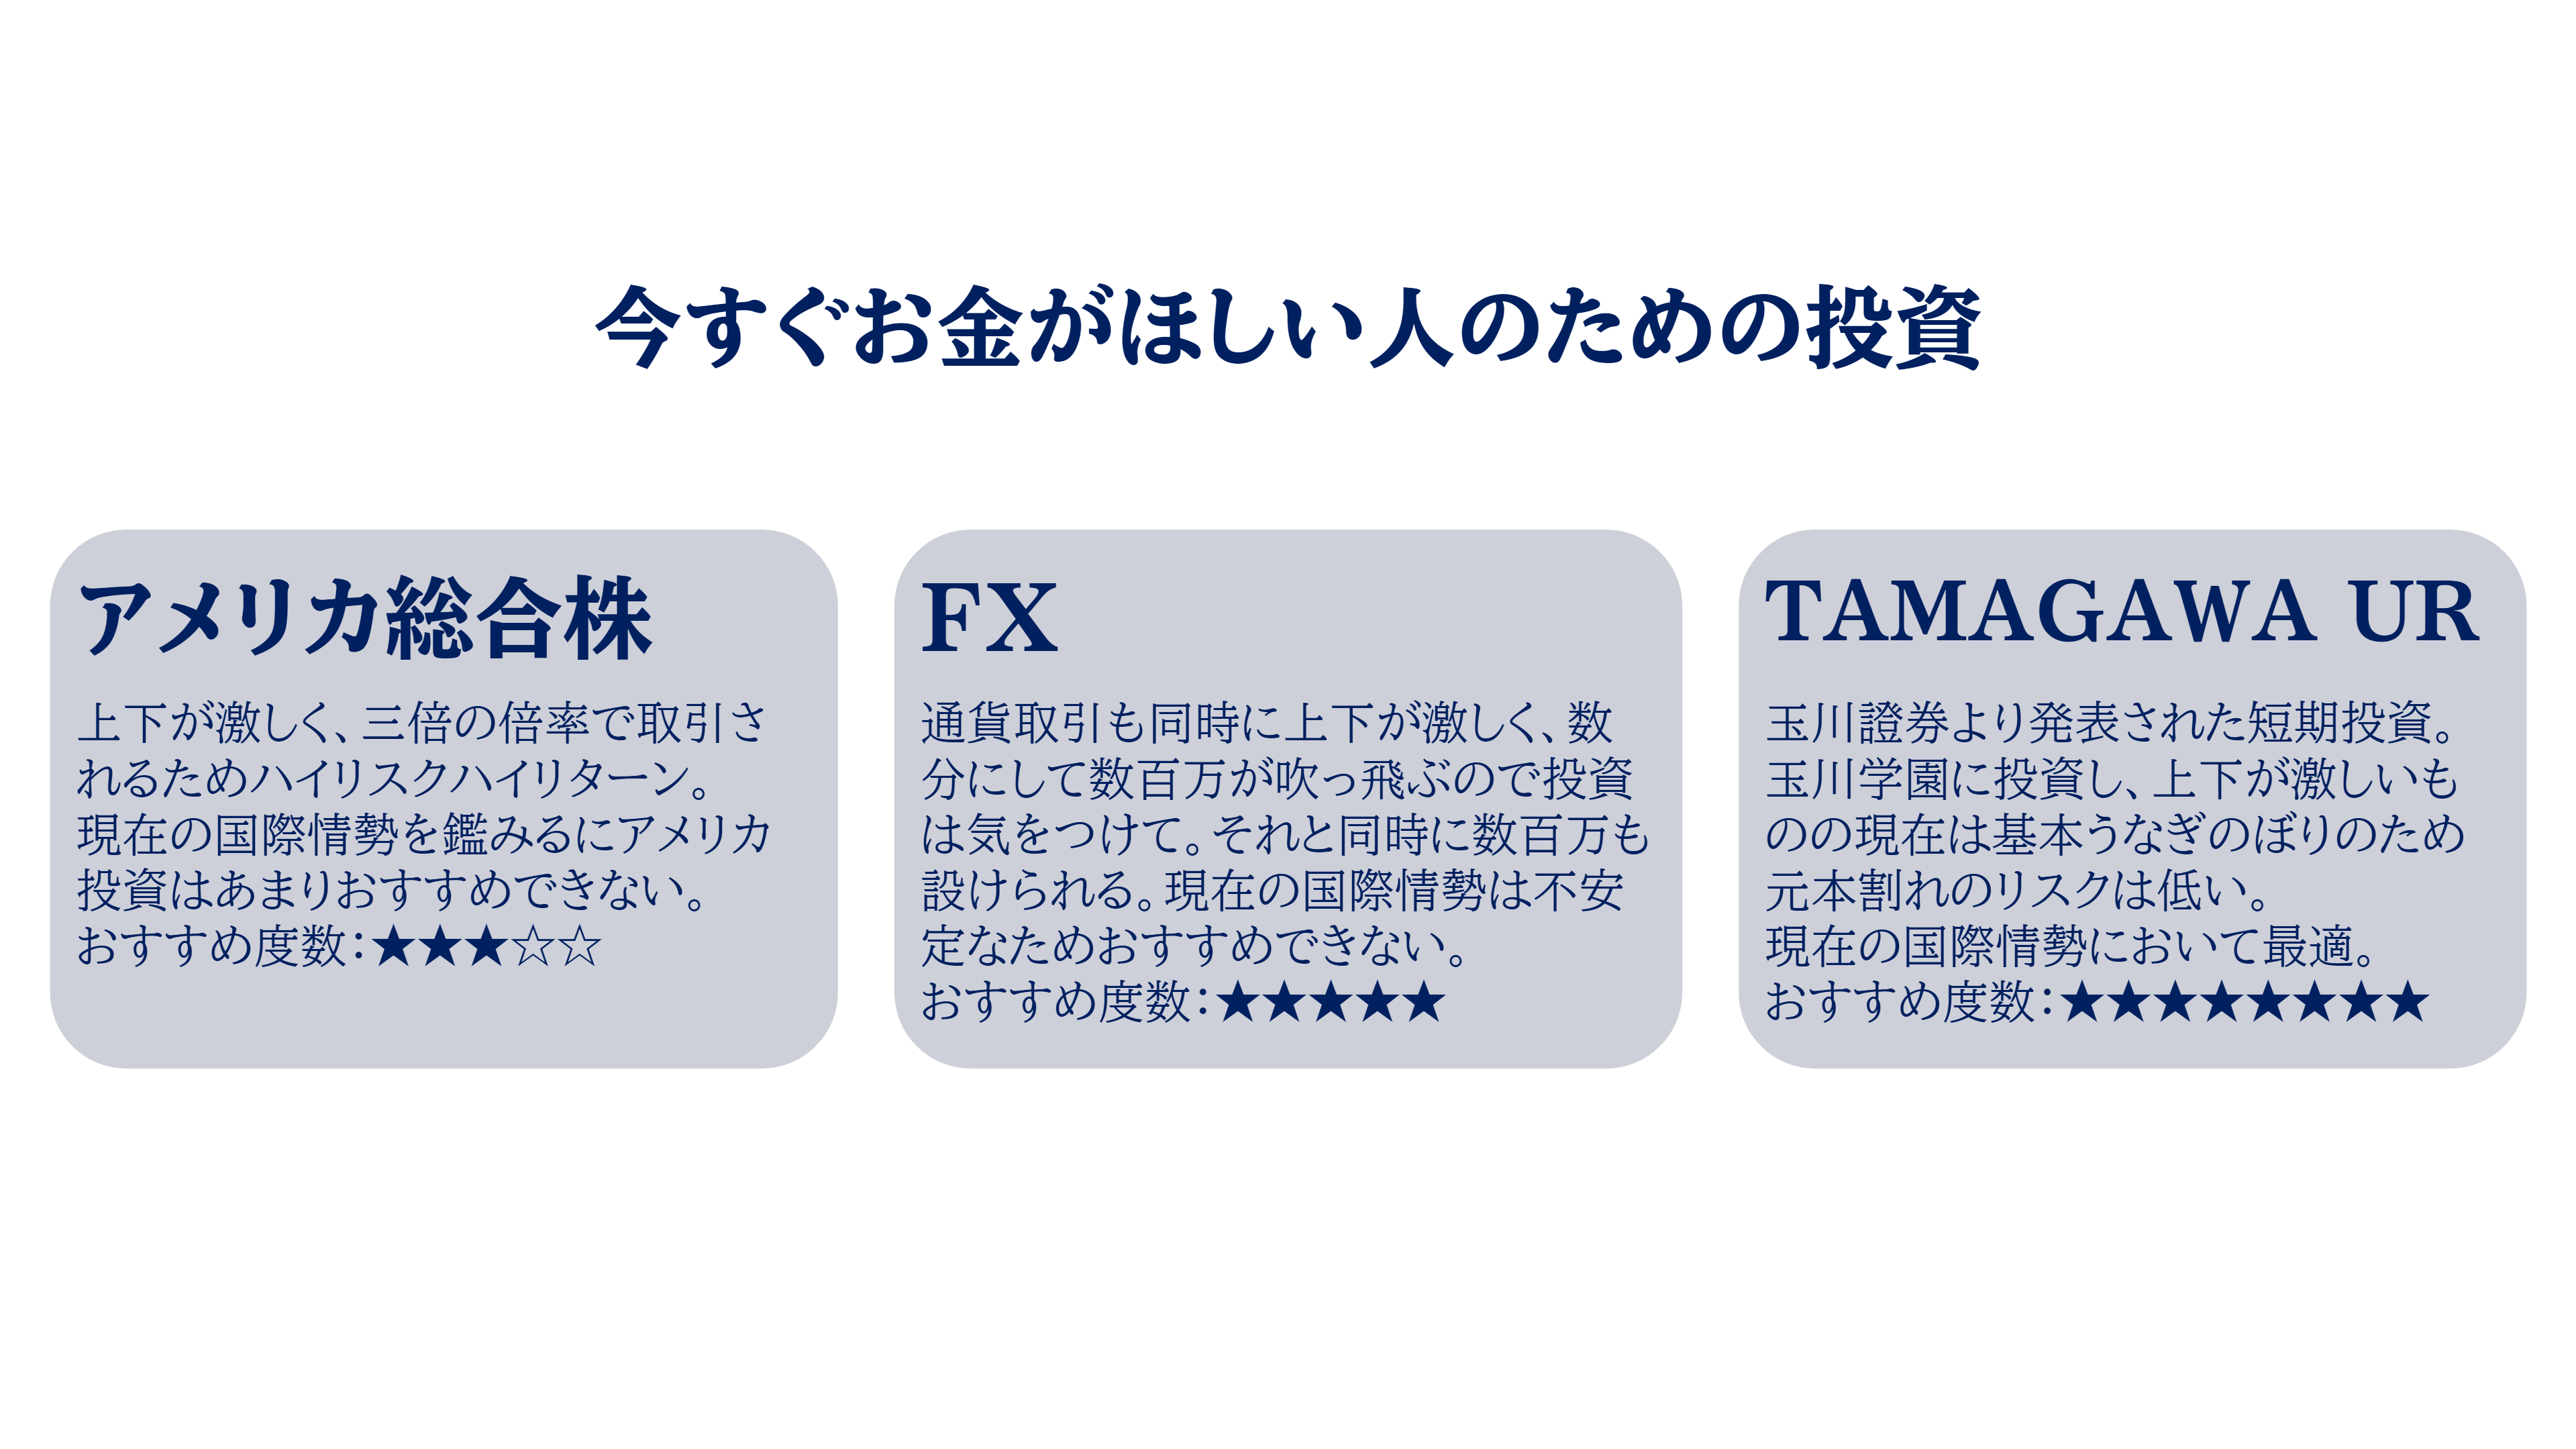 今すぐお金がほしい人のための投資
アメリカ総合株
上下が激しく、三倍の倍率で取引さ
れるためハイリスクハイリターン。
現在の国際情勢を鑑みるにアメリカ
投資はあまりおすすめできない。
おすすめ度数：★★★☆☆
FX
通貨取引も同時に上下が激しく、数
分にして数百万が吹っ飛ぶので投資
は気をつけて。それと同時に数百万も
設けられる。現在の国際情勢は不安
定なためおすすめできない。
おすすめ度数：★★★★★
TAMAGAWA UR
玉川證券より発表された短期投資。
玉川学園に投資し、上下が激しいも
のの現在は基本うなぎのぼりのため
元本割れのリスクは低い。
現在の国際情勢において最適。
おすすめ度数：★★★★★★★★